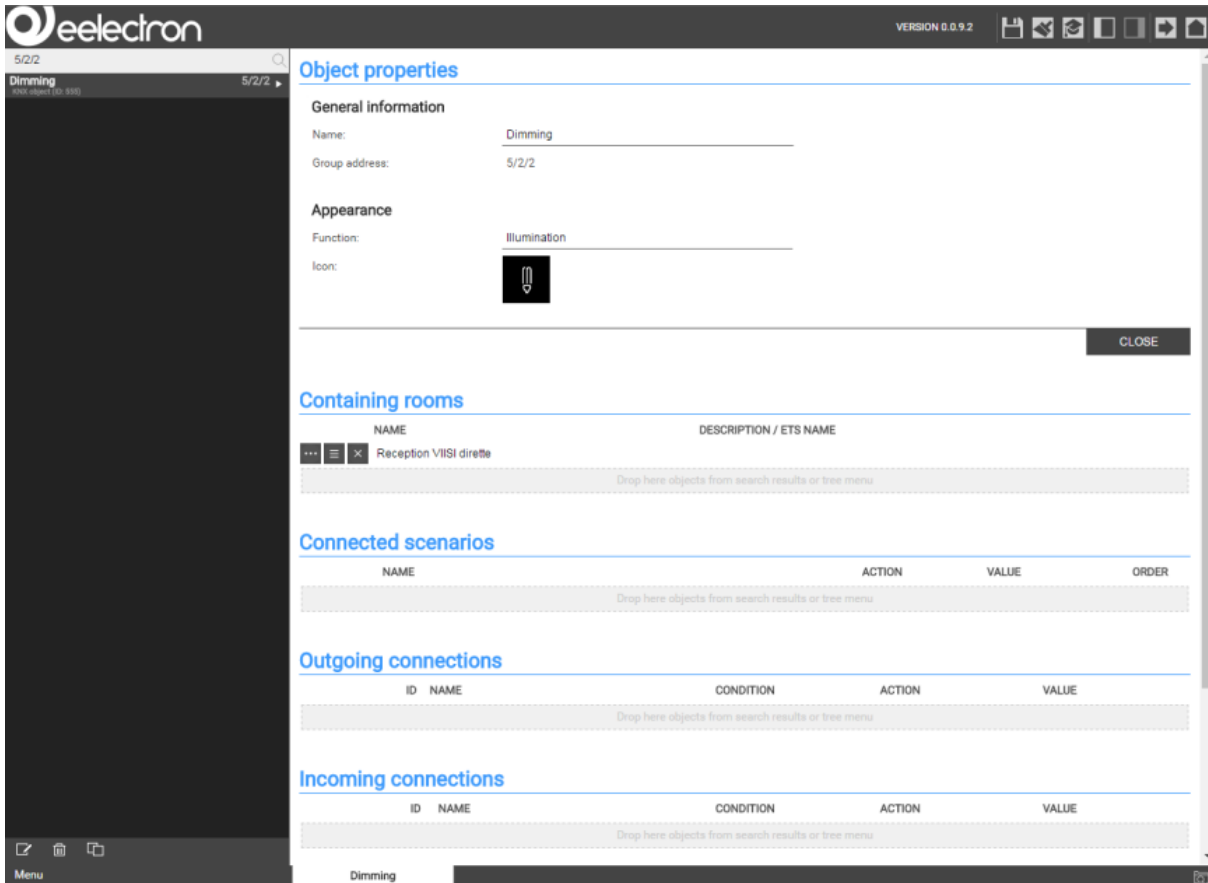 eelectron
VERSION 0.0.9.2
5/2/2
Dimming 5/2/2
KNX object (ID: 555)
Object properties
General information
Name: Dimming
Group address: 5/2/2
Appearance
Function: Illumination
Icon:
CLOSE
Containing rooms
NAME DESCRIPTION / ETS NAME
Reception VIISI dirette
Drop here objects from search results or tree menu
Connected scenarios
NAME ACTION VALUE ORDER
Drop here objects from search results or tree menu
Outgoing connections
ID NAME CONDITION ACTION VALUE
Drop here objects from search results or tree menu
Incoming connections
ID NAME CONDITION ACTION VALUE
Drop here objects from search results or tree menu
Menu Dimming